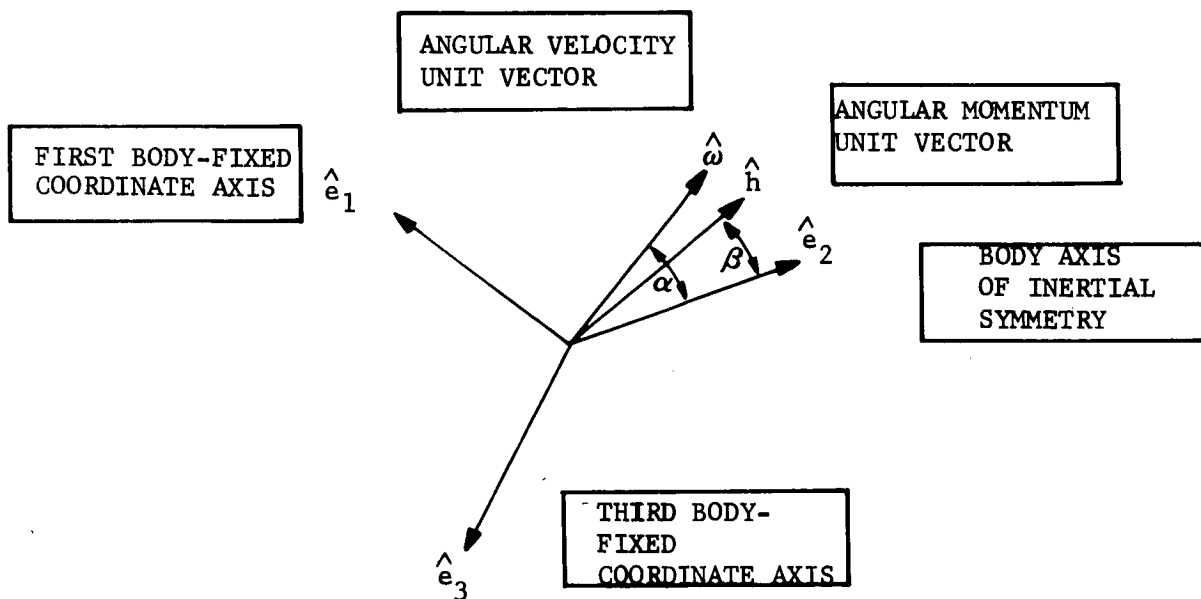 ANGULAR VELOCITY
UNIT VECTOR
ANGULAR MOMENTUM
UNIT VECTOR
FIRST BODY-FIXED
COORDINATE AXIS
ê₁
ω̂
ĥ
ê₂
β
α
BODY AXIS
OF INERTIAL
SYMMETRY
THIRD BODY-
FIXED
COORDINATE AXIS
ê₃